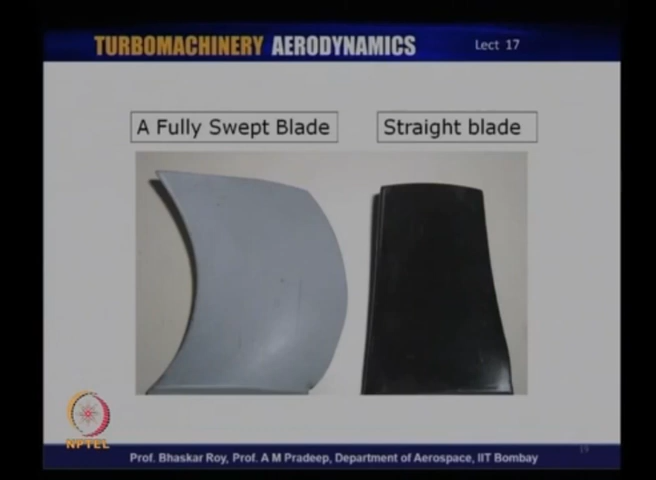 TURBOMACHINERY AERODYNAMICS Lect 17
A Fully Swept Blade Straight blade
NPTEL
Prof. Bhaskar Roy, Prof. A M Pradeep, Department of Aerospace, IIT Bombay 19